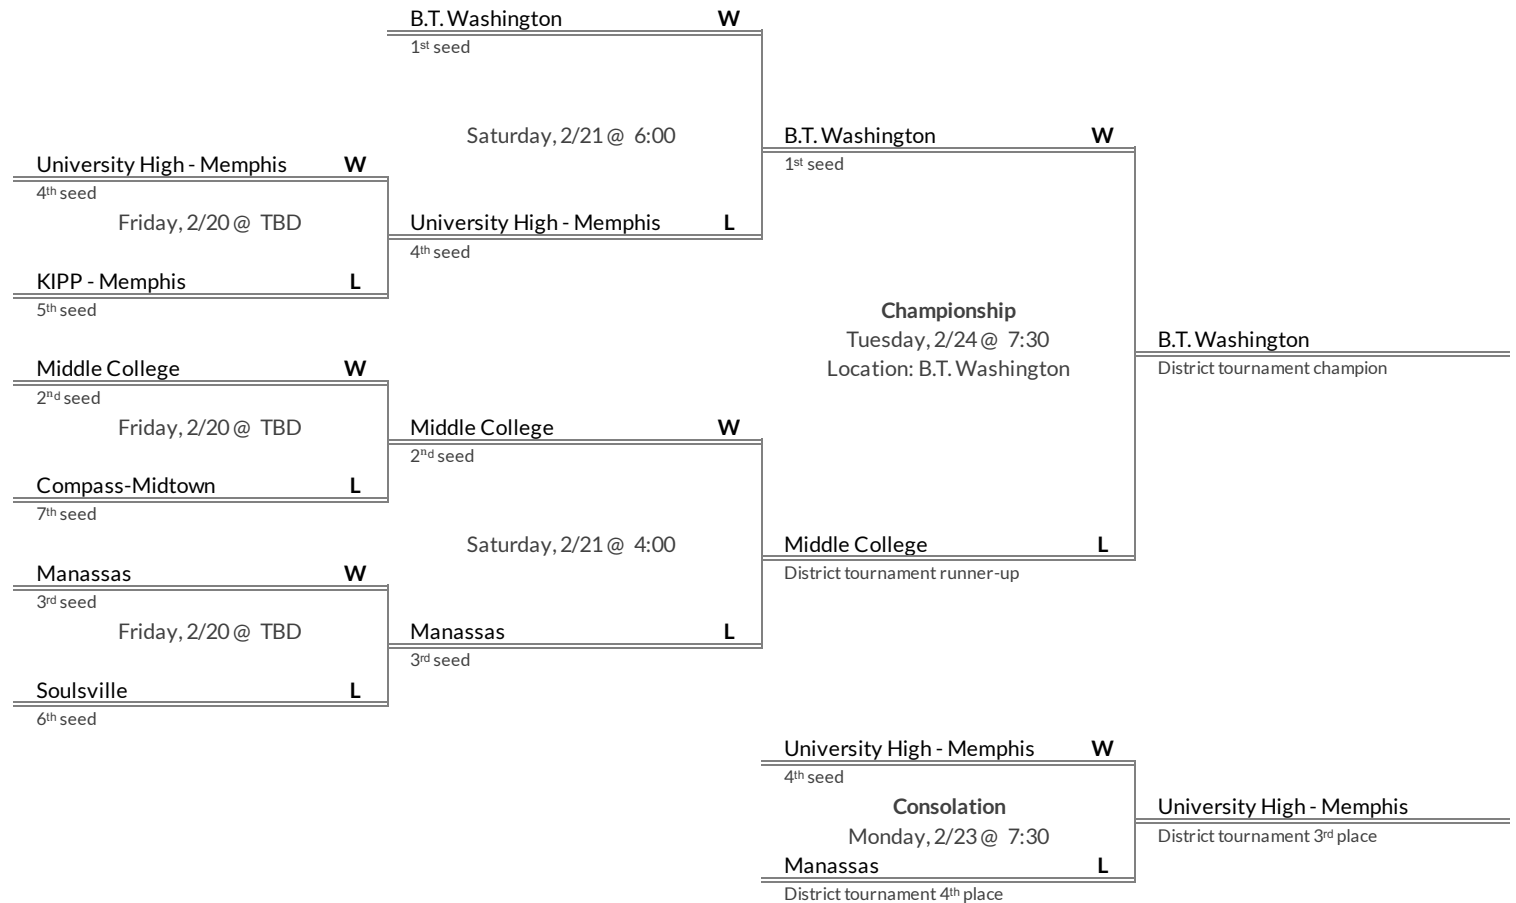 B.T. Washington W
1st seed
Saturday, 2/21 @ 6:00
B.T. Washington W
1st seed
University High - Memphis W
4th seed
Friday, 2/20 @ TBD
University High - Memphis L
4th seed
KIPP - Memphis L
5th seed
Championship
Tuesday, 2/24 @ 7:30
Location: B.T. Washington
B.T. Washington
District tournament champion
Middle College W
2nd seed
Friday, 2/20 @ TBD
Middle College W
2nd seed
Compass-Midtown L
7th seed
Saturday, 2/21 @ 4:00
Middle College L
District tournament runner-up
Manassas W
3rd seed
Friday, 2/20 @ TBD
Manassas L
3rd seed
Soulsville L
6th seed
University High - Memphis W
4th seed
Consolation
Monday, 2/23 @ 7:30
University High - Memphis
District tournament 3rd place
Manassas L
District tournament 4th place